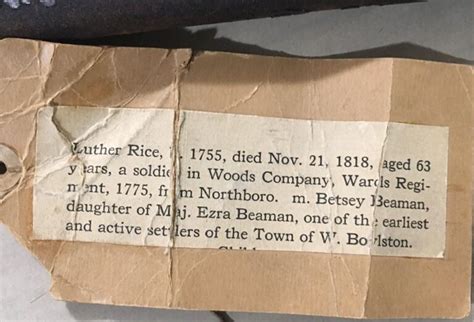 Luther Rice, b. 1755, died Nov. 21, 1818, aged 63
years, a soldier in Woods Company, Wards Regi-
ment, 1775, from Northboro. m. Betsey Beaman,
daughter of Maj. Ezra Beaman, one of the earliest
and active settlers of the Town of W. Boylston.